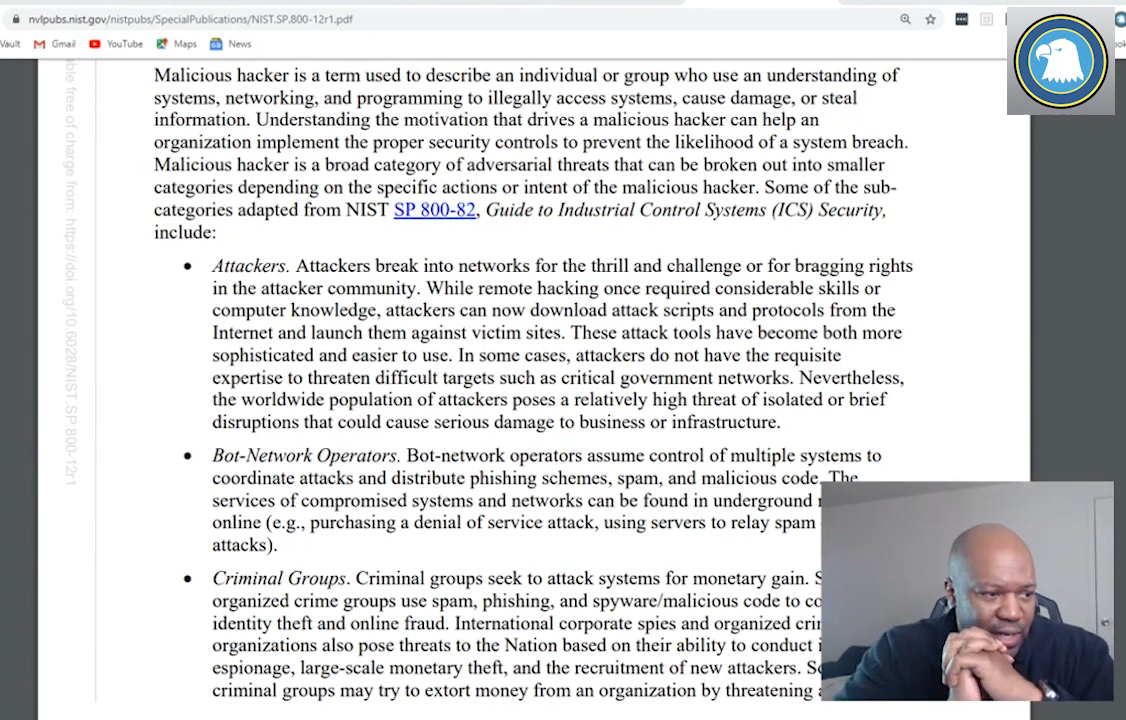 nvlpubs.nist.gov/nistpubs/SpecialPublications/NIST.SP.800-12r1.pdf
Vault Gmail YouTube Maps News
able free of charge from: https://doi.org/10.6028/NIST.SP.800-12r1
Malicious hacker is a term used to describe an individual or group who use an understanding of
systems, networking, and programming to illegally access systems, cause damage, or steal
information. Understanding the motivation that drives a malicious hacker can help an
organization implement the proper security controls to prevent the likelihood of a system breach.
Malicious hacker is a broad category of adversarial threats that can be broken out into smaller
categories depending on the specific actions or intent of the malicious hacker. Some of the sub-
categories adapted from NIST SP 800-82, Guide to Industrial Control Systems (ICS) Security,
include:
• Attackers. Attackers break into networks for the thrill and challenge or for bragging rights
in the attacker community. While remote hacking once required considerable skills or
computer knowledge, attackers can now download attack scripts and protocols from the
Internet and launch them against victim sites. These attack tools have become both more
sophisticated and easier to use. In some cases, attackers do not have the requisite
expertise to threaten difficult targets such as critical government networks. Nevertheless,
the worldwide population of attackers poses a relatively high threat of isolated or brief
disruptions that could cause serious damage to business or infrastructure.
• Bot-Network Operators. Bot-network operators assume control of multiple systems to
coordinate attacks and distribute phishing schemes, spam, and malicious code. The
services of compromised systems and networks can be found in underground
online (e.g., purchasing a denial of service attack, using servers to relay spam
attacks).
• Criminal Groups. Criminal groups seek to attack systems for monetary gain.
organized crime groups use spam, phishing, and spyware/malicious code to
identity theft and online fraud. International corporate spies and organized
organizations also pose threats to the Nation based on their ability to conduct
espionage, large-scale monetary theft, and the recruitment of new attackers.
criminal groups may try to extort money from an organization by threatening